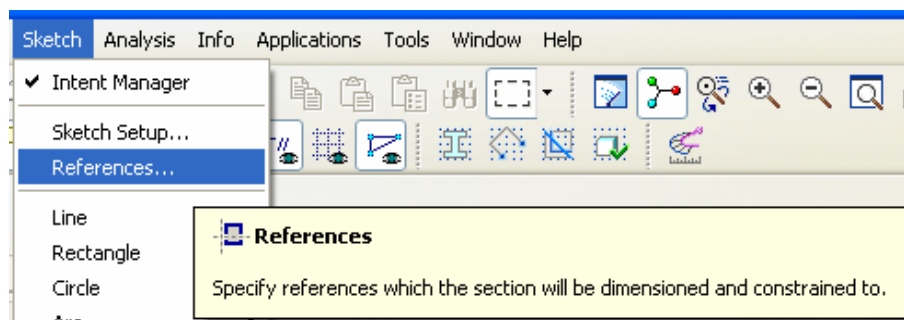 Sketch Analysis Info Applications Tools Window Help
Intent Manager
Sketch Setup...
References...
Line
Rectangle
Circle
References
Specify references which the section will be dimensioned and constrained to.